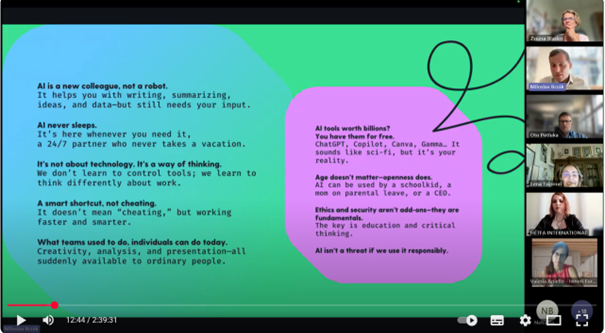 AI is a new colleague, not a robot.
It helps you with writing, summarizing,
ideas, and data—but still needs your input.
AI never sleeps.
It's here whenever you need it,
a 24/7 partner who never takes a vacation.
It's not about technology. It's a way of thinking.
We don't learn to control tools; we learn to
think differently about work.
A smart shortcut, not cheating.
It doesn't mean "cheating," but working
faster and smarter.
What teams used to do, individuals can do today.
Creativity, analysis, and presentation—all
suddenly available to ordinary people.
AI tools worth billions?
You have them for free.
ChatGPT, Copilot, Canva, Gamma… It
sounds like sci-fi, but it's your
reality.
Age doesn't matter—openness does.
AI can be used by a schoolkid, a
mom on parental leave, or a CEO.
Ethics and security aren't add-ons—they are
fundamentals.
The key is education and critical
thinking.
AI isn't a threat if we use it responsibly.
HETFA INTERNATIONAL
NB
+18
12:44 / 2:39:31